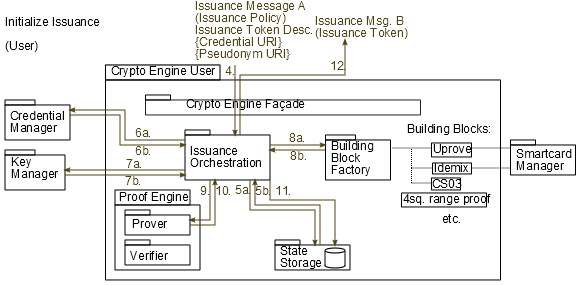 Initialize Issuance
(User)
Issuance Message A
(Issuance Policy)
Issuance Token Desc.
{Credential URI}
{Pseudonym URI}
Issuance Msg. B
(Issuance Token)
4.
12.
Crypto Engine User
Crypto Engine Façade
Credential
Manager
6a.
6b.
Key
Manager
7a.
7b.
Issuance
Orchestration
8a.
8b.
Building
Block
Factory
Building Blocks:
Uprove
Idemix
CS03
4sq. range proof
etc.
Smartcard
Manager
Proof Engine
Prover
Verifier
9.
10.
5a.
5b.
11.
State
Storage